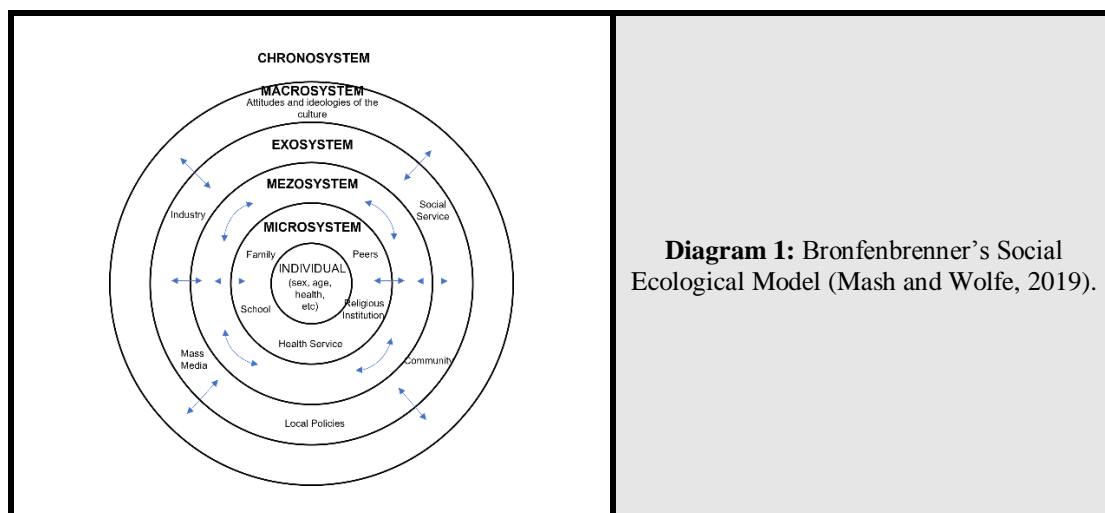 CHRONOSYSTEM
MACROSYSTEM
Attitudes and ideologies of the
culture
EXOSYSTEM
MEZOSYSTEM
Industry
Social
Service
MICROSYSTEM
Family
Peers
INDIVIDUAL
(sex, age,
health,
etc)
School
Religious
Institution
Health Service
Mass
Media
Community
Local Policies
Diagram 1: Bronfenbrenner's Social
Ecological Model (Mash and Wolfe, 2019).